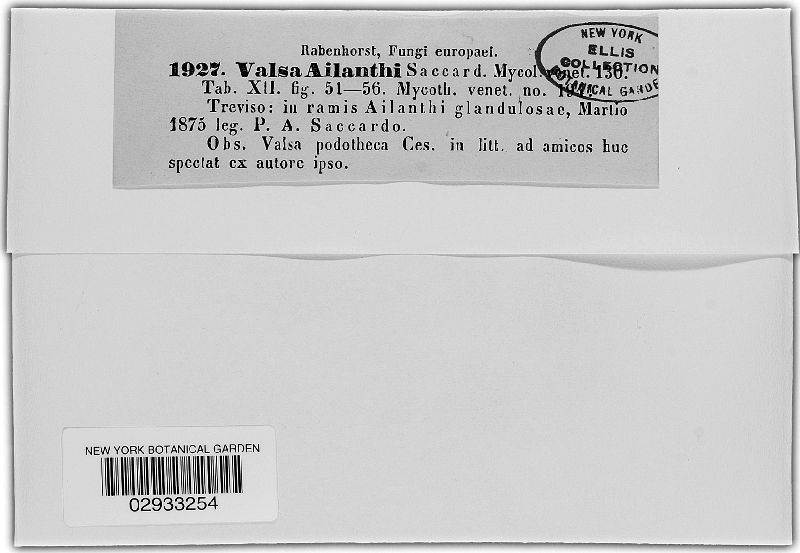 Rabenhorst, Fungi europaei.
1927. Valsa Ailanthi Saccard. Mycol. venet. 130.
Tab. XII. fig. 51—56. Mycoth. venet. no.
Treviso: in ramis Ailanthi glandulosae, Martio
1875 leg. P. A. Saccardo.
Obs. Valsa podotheca Ces. in litt. ad amicos huc
spectat ex autore ipso.
NEW YORK
ELLIS
COLLECTION
BOTANICAL GARDEN
NEW YORK BOTANICAL GARDEN
02933254